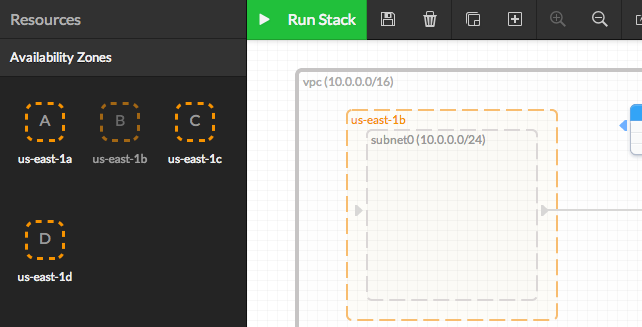 Resources
Run Stack
Availability Zones
A
B
C
us-east-1a
us-east-1b
us-east-1c
D
us-east-1d
vpc (10.0.0.0/16)
us-east-1b
subnet0 (10.0.0.0/24)